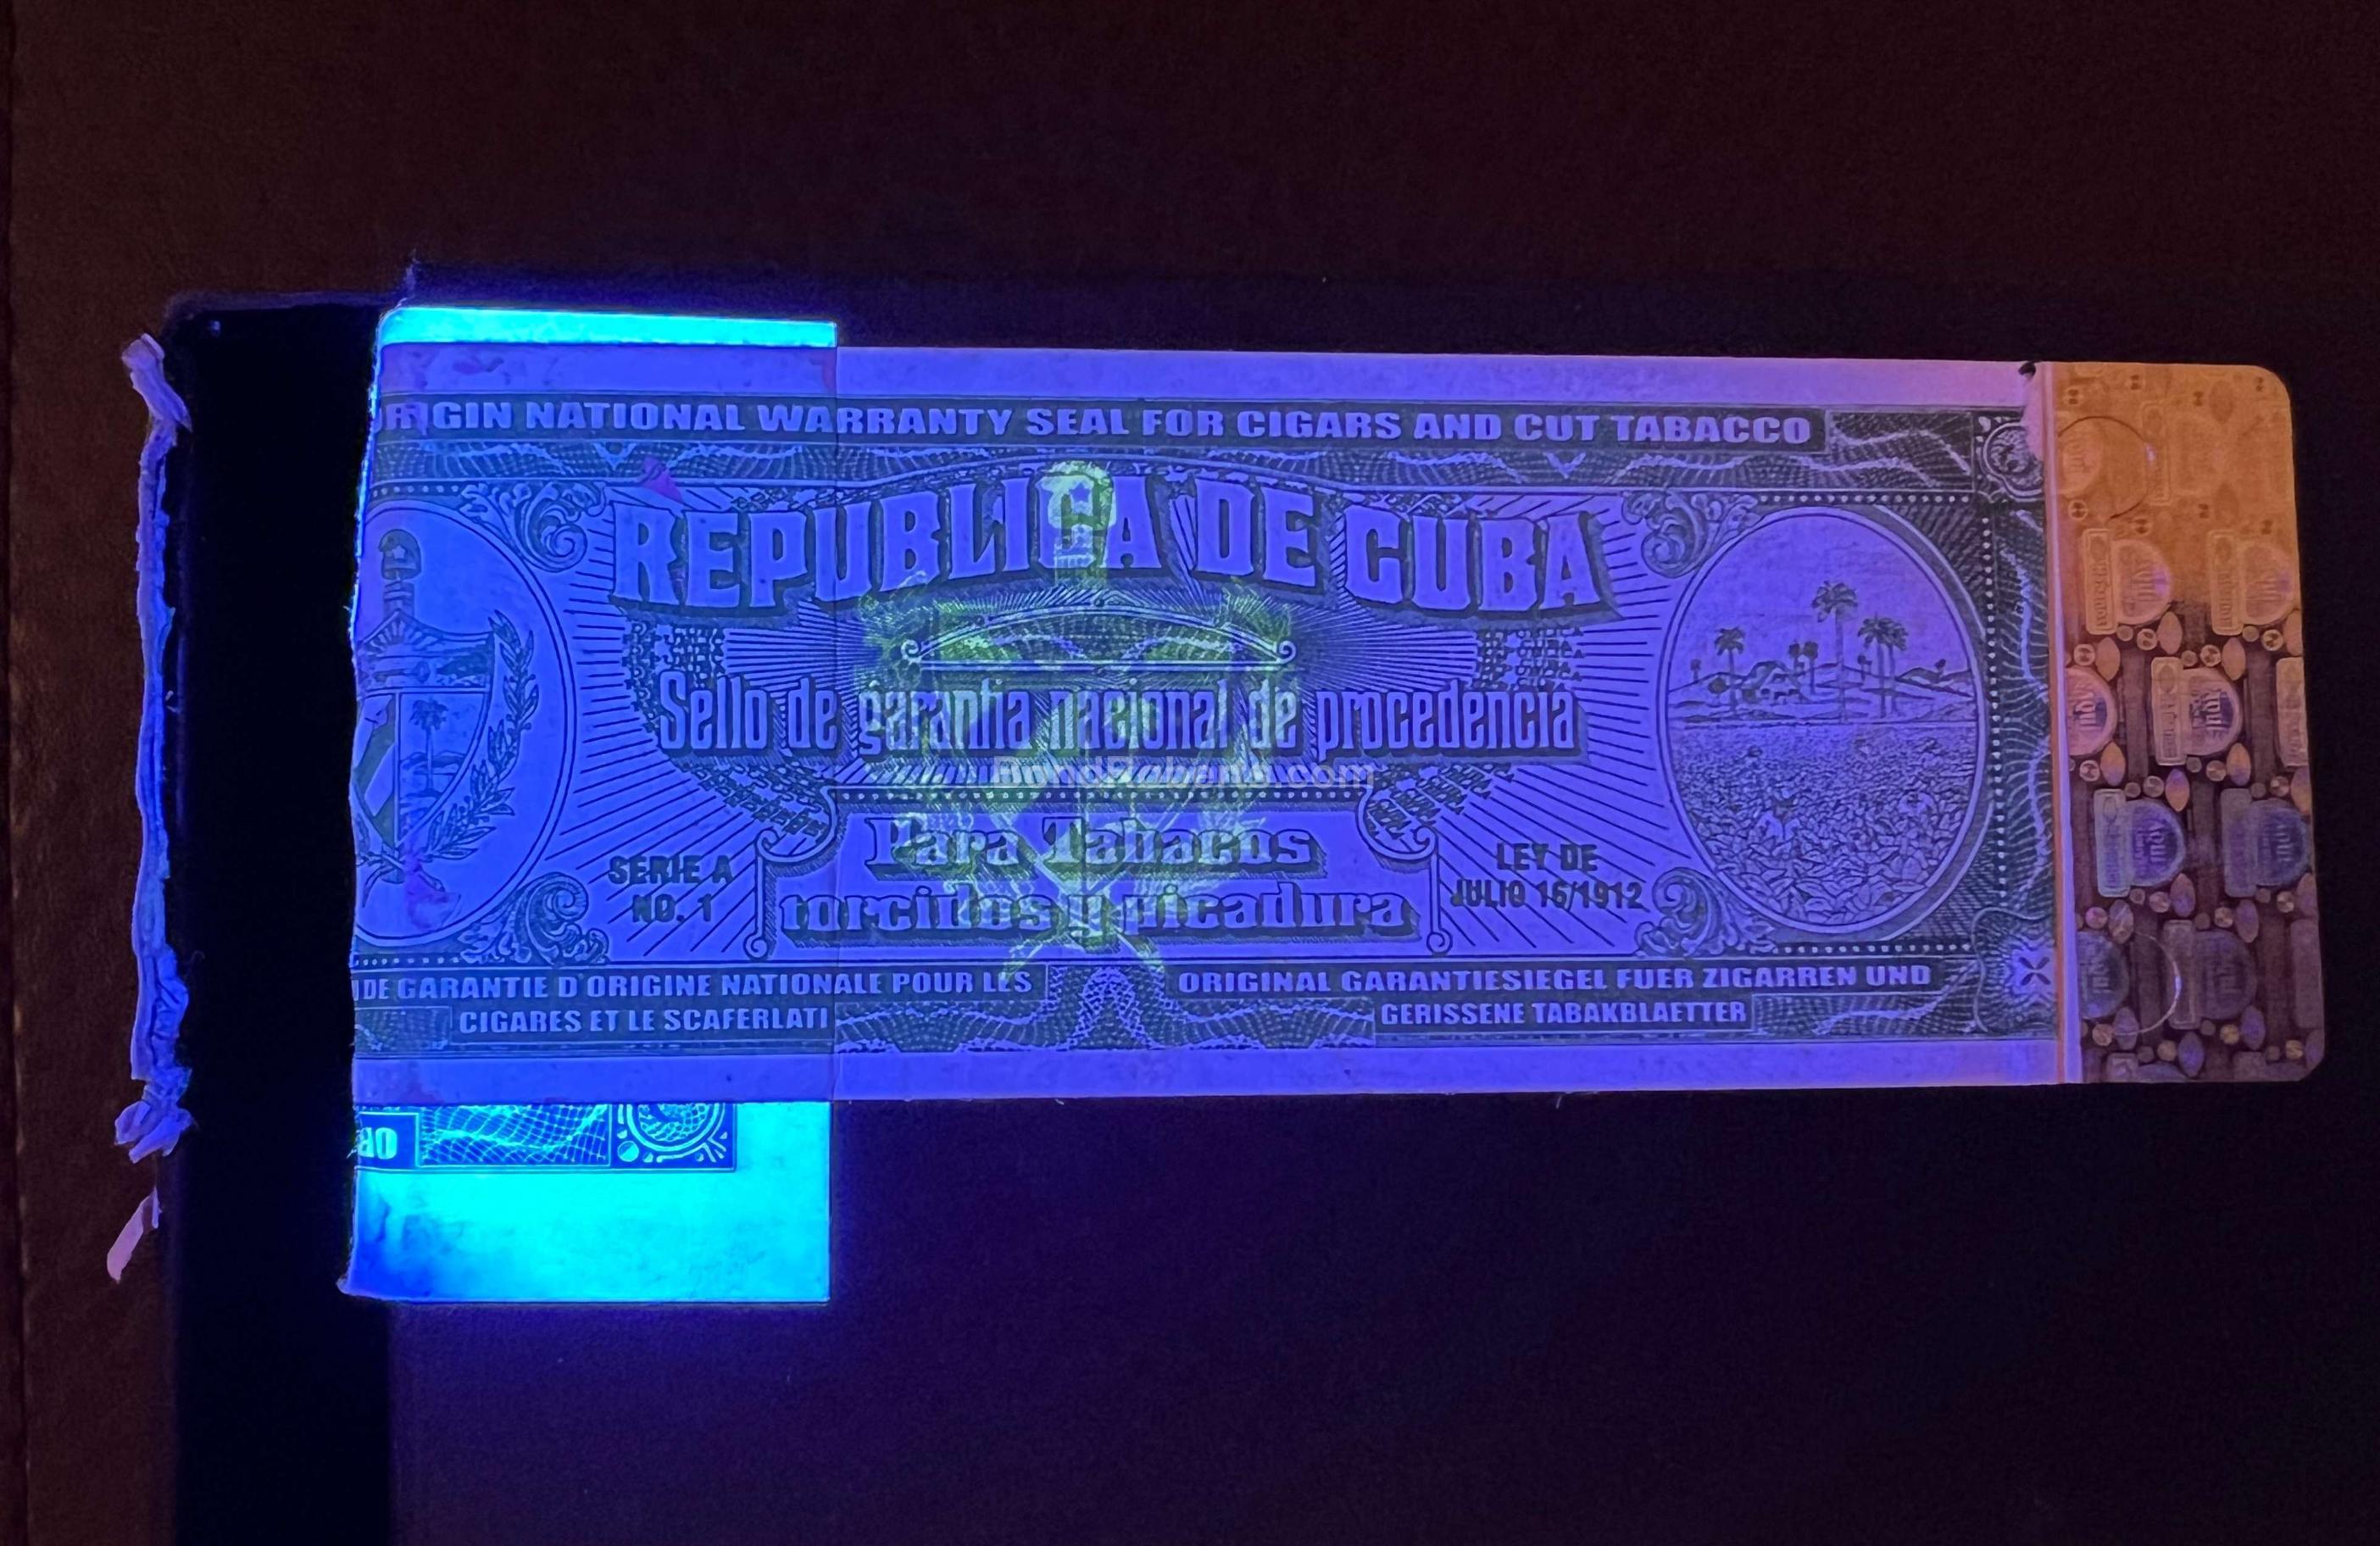 RIGIN NATIONAL WARRANTY SEAL FOR CIGARS AND CUT TABACCO
REPUBLICA DE CUBA
Sello de garantia nacional de procedencia
Para Tabacos
torcidos y picadura
SERIE A
NO. 1
LEY DE
JULIO 16/1912
DE GARANTIE D'ORIGINE NATIONALE POUR LES
CIGARES ET LE SCAFERLATI
ORIGINAL GARANTIESIEGEL FUER ZIGARREN UND
GERISSENE TABAKBLAETTER
OR